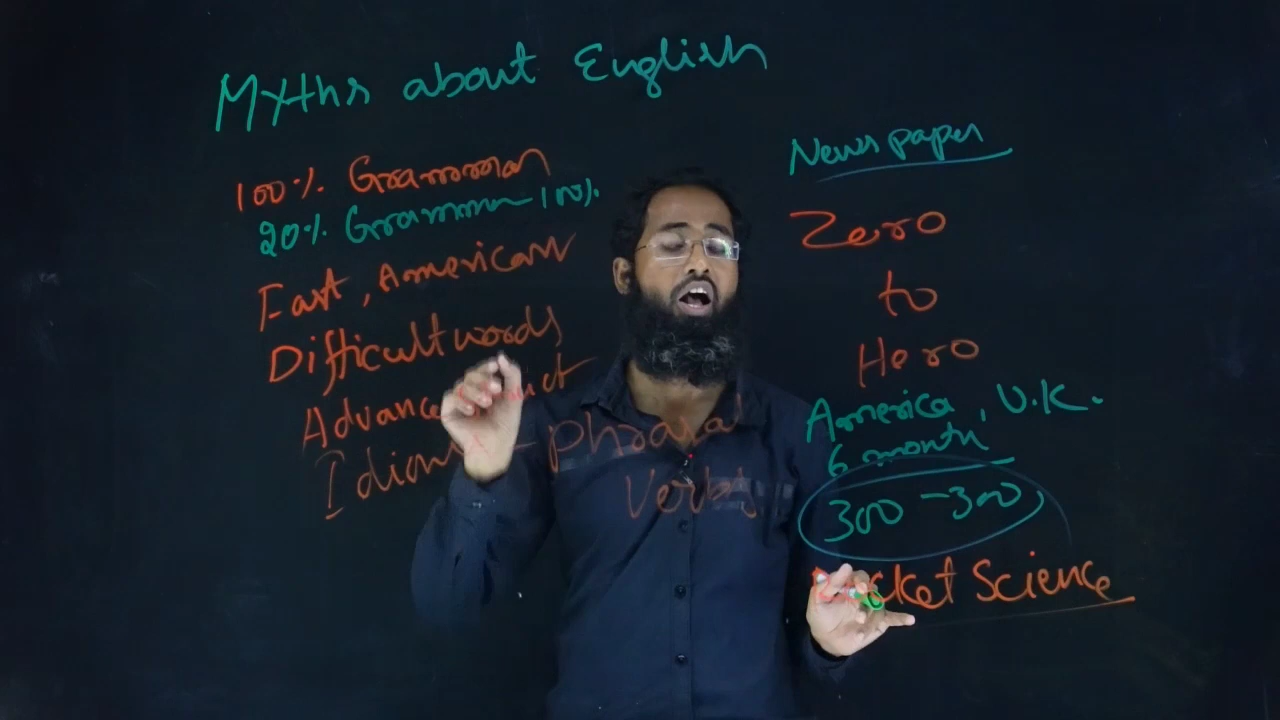 Myths about English
100% Grammar
20% Grammar 100%
Fast, American
Difficult words
Advance
Idioms - phrasal
Verbs
Newspaper
Zero
to
Hero
America, U.K.
6 month
300 - 300
Rocket Science